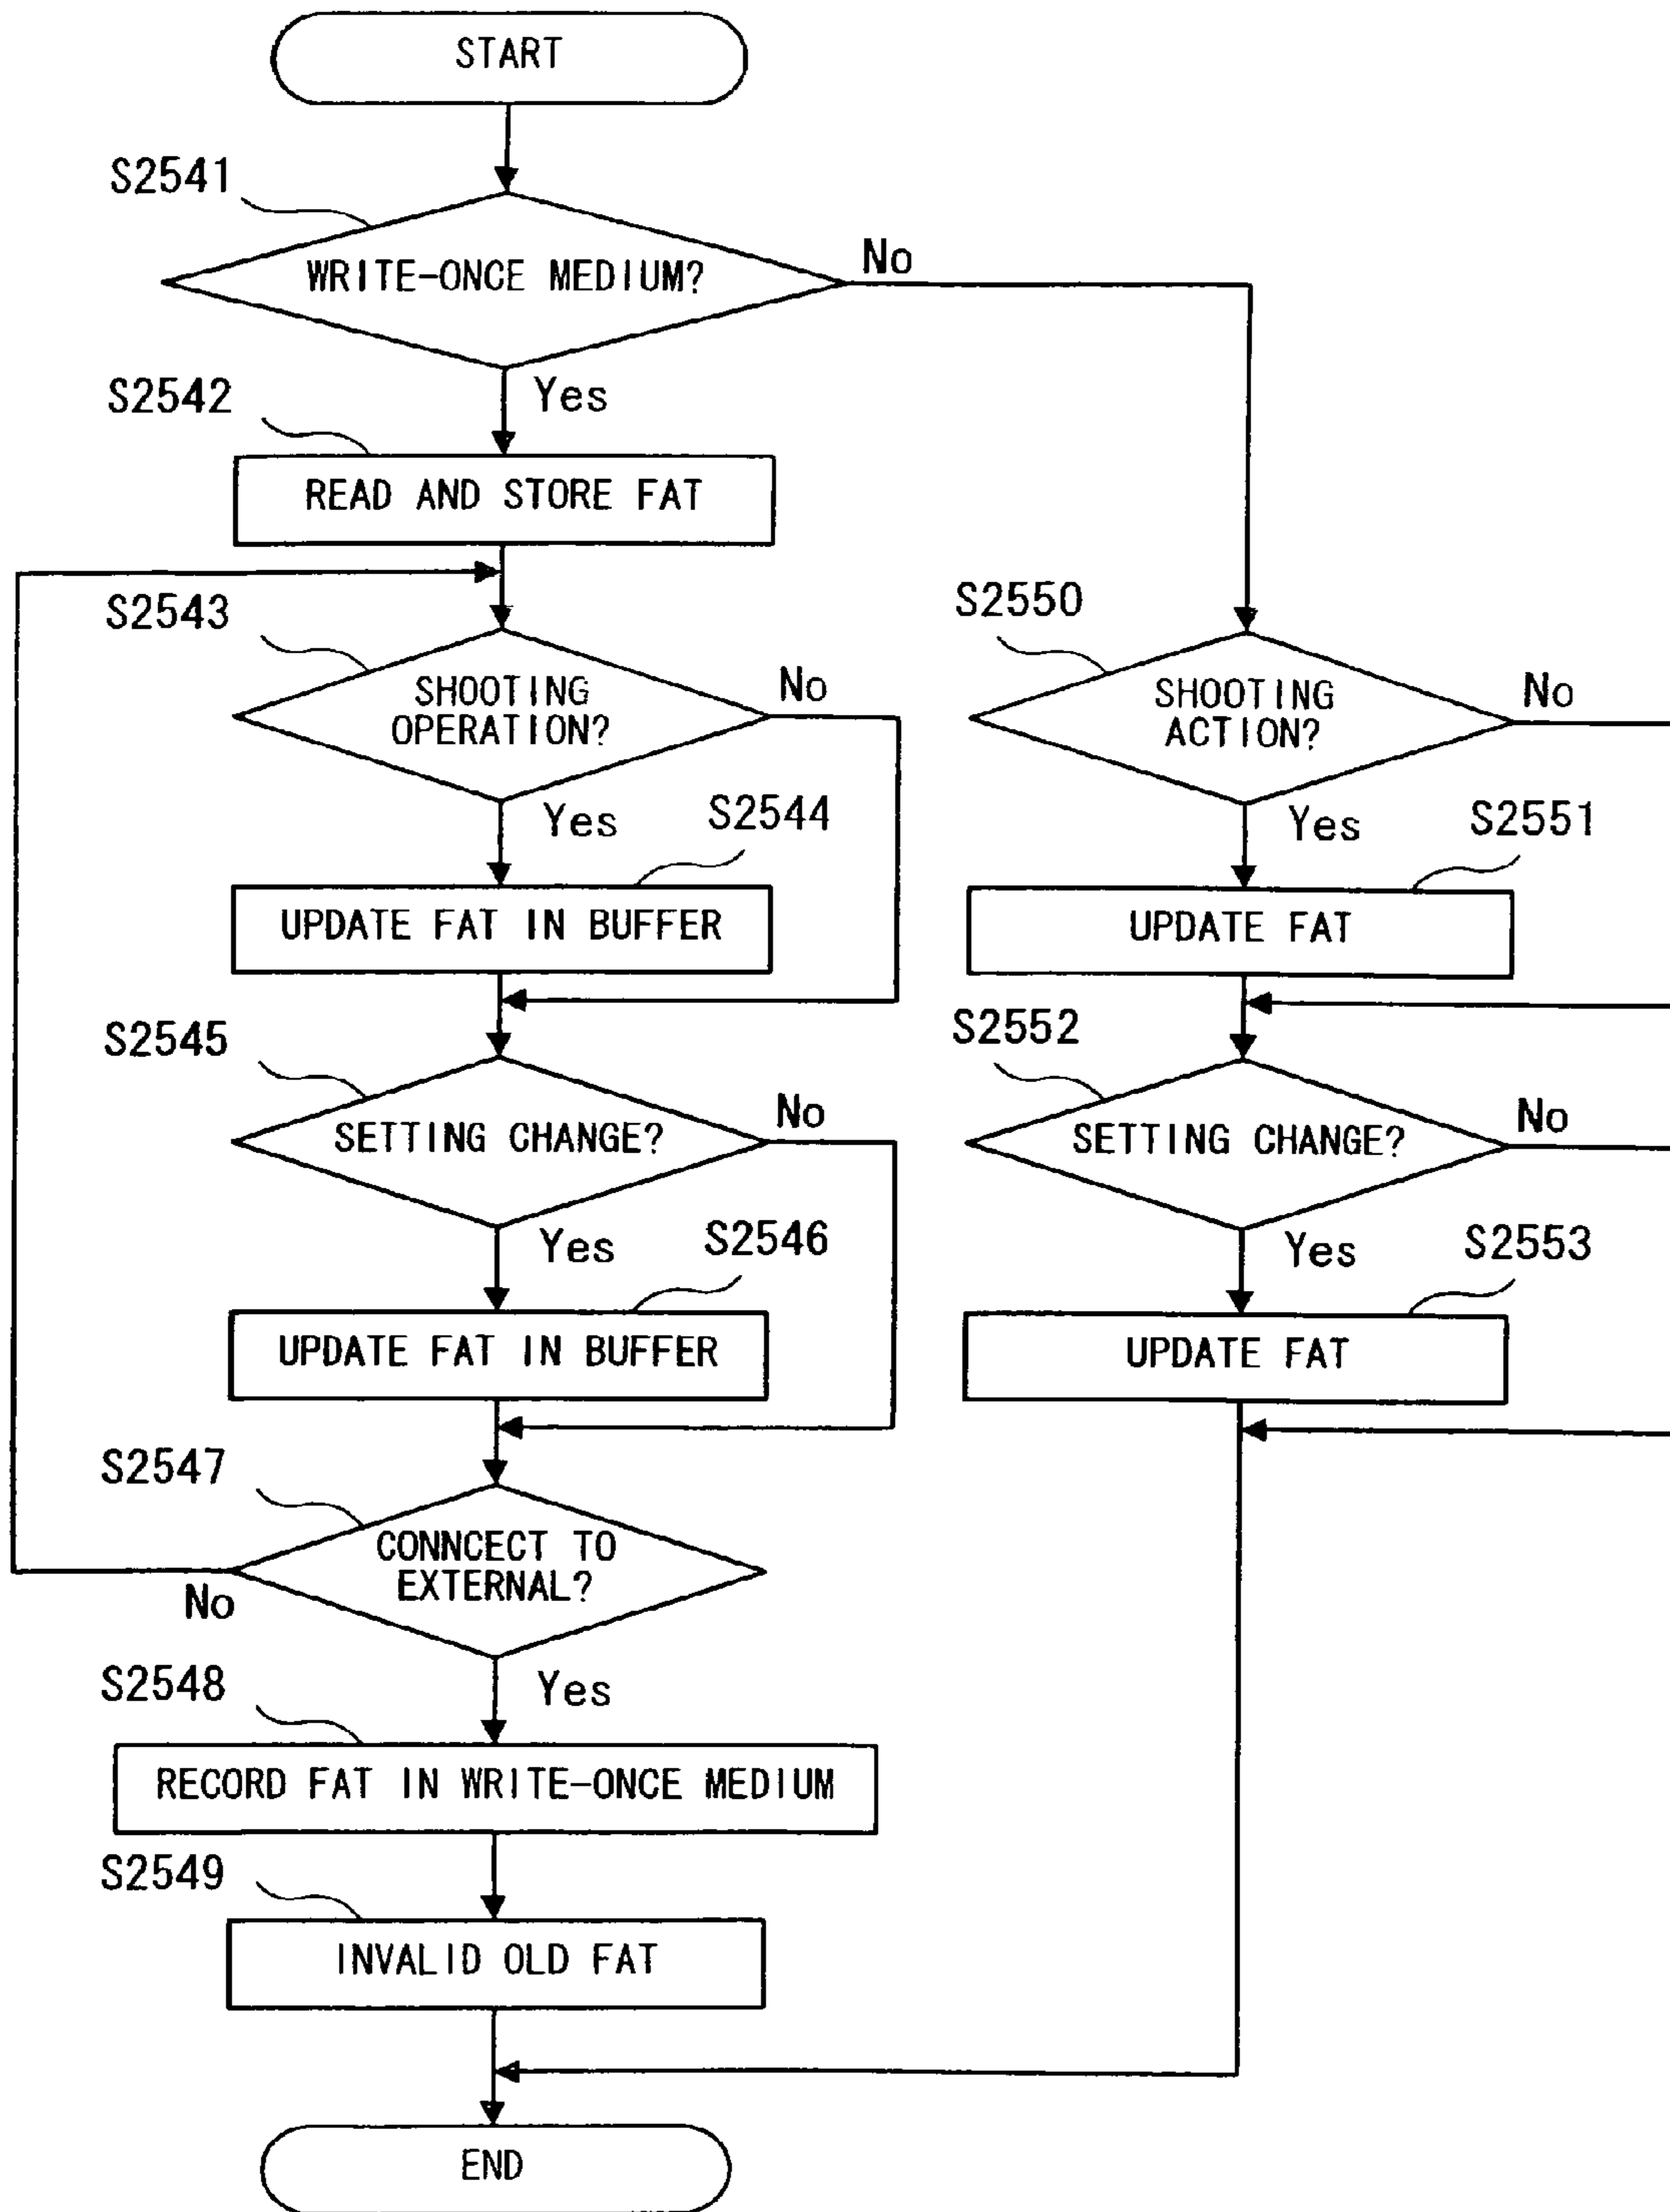 START
S2541
WRITE-ONCE MEDIUM?
No
Yes
S2542
READ AND STORE FAT
S2543
SHOOTING
OPERATION?
No
Yes
S2544
UPDATE FAT IN BUFFER
S2545
SETTING CHANGE?
No
Yes
S2546
UPDATE FAT IN BUFFER
S2547
CONNCECT TO
EXTERNAL?
No
Yes
S2548
RECORD FAT IN WRITE-ONCE MEDIUM
S2549
INVALID OLD FAT
END
S2550
SHOOTING
ACTION?
No
Yes
S2551
UPDATE FAT
S2552
SETTING CHANGE?
No
Yes
S2553
UPDATE FAT